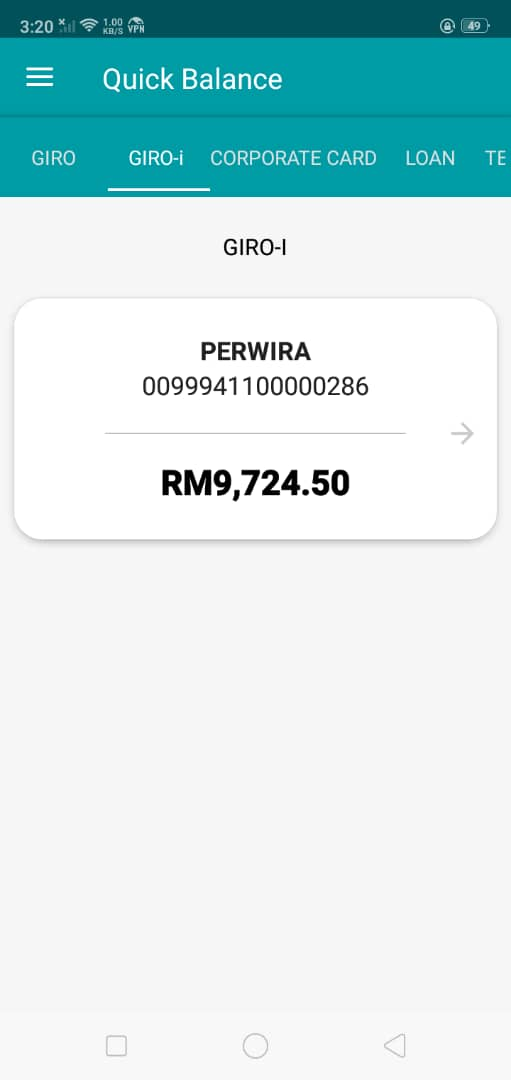 3:20 1.00 KB/S VPN 49
Quick Balance
GIRO GIRO-i CORPORATE CARD LOAN TE
GIRO-I
PERWIRA
0099941100000286
RM9,724.50